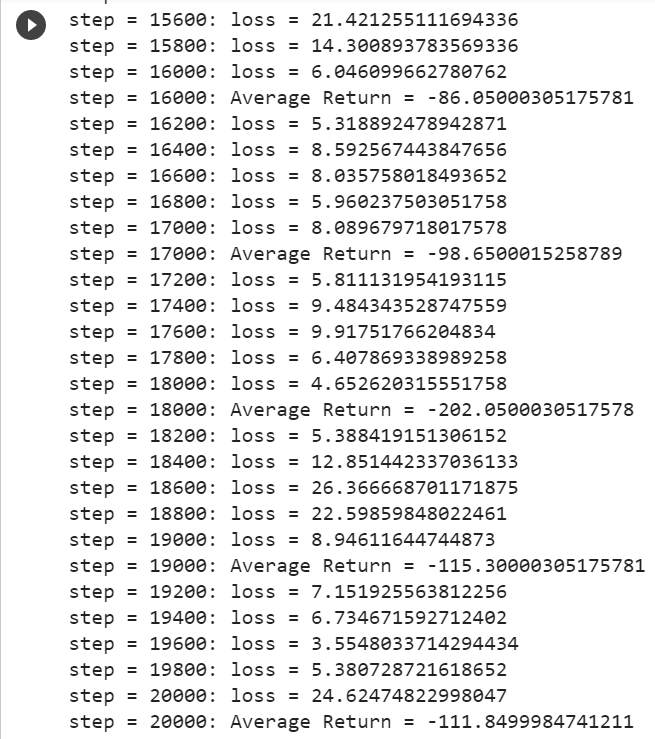 step = 15600: loss = 21.421255111694336
step = 15800: loss = 14.300893783569336
step = 16000: loss = 6.046099662780762
step = 16000: Average Return = -86.05000305175781
step = 16200: loss = 5.318892478942871
step = 16400: loss = 8.592567443847656
step = 16600: loss = 8.035758018493652
step = 16800: loss = 5.960237503051758
step = 17000: loss = 8.089679718017578
step = 17000: Average Return = -98.6500015258789
step = 17200: loss = 5.811131954193115
step = 17400: loss = 9.484343528747559
step = 17600: loss = 9.91751766204834
step = 17800: loss = 6.407869338989258
step = 18000: loss = 4.652620315551758
step = 18000: Average Return = -202.0500030517578
step = 18200: loss = 5.388419151306152
step = 18400: loss = 12.851442337036133
step = 18600: loss = 26.366668701171875
step = 18800: loss = 22.59859848022461
step = 19000: loss = 8.94611644744873
step = 19000: Average Return = -115.30000305175781
step = 19200: loss = 7.151925563812256
step = 19400: loss = 6.734671592712402
step = 19600: loss = 3.5548033714294434
step = 19800: loss = 5.380728721618652
step = 20000: loss = 24.62474822998047
step = 20000: Average Return = -111.8499984741211